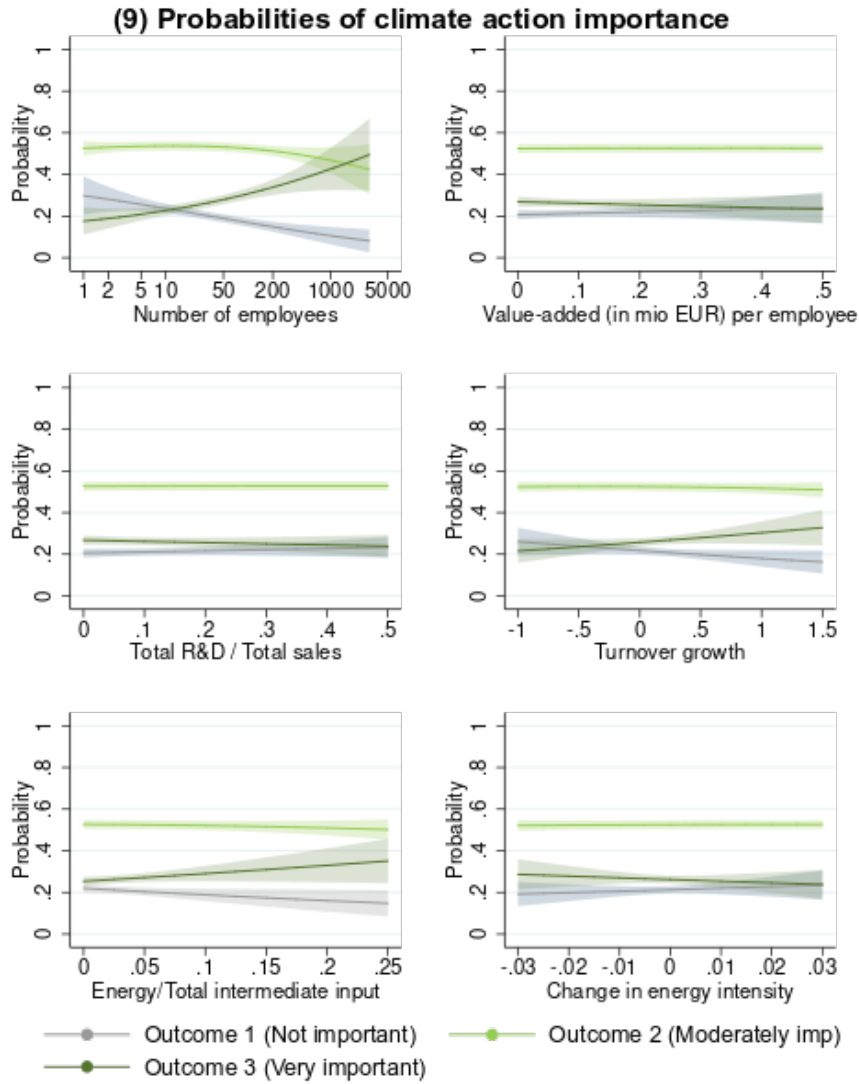 (9) Probabilities of climate action importance
Probability
0 .2 .4 .6 .8 1
1 2 5 10 50 200 1000 5000
Number of employees
Probability
0 .2 .4 .6 .8 1
0 .1 .2 .3 .4 .5
Value-added (in mio EUR) per employee
Probability
0 .2 .4 .6 .8 1
0 .1 .2 .3 .4 .5
Total R&D / Total sales
Probability
0 .2 .4 .6 .8 1
-1 -.5 0 .5 1 1.5
Turnover growth
Probability
0 .2 .4 .6 .8 1
0 .05 .1 .15 .2 .25
Energy/Total intermediate input
Probability
0 .2 .4 .6 .8 1
-.03 -.02 -.01 0 .01 .02 .03
Change in energy intensity
Outcome 1 (Not important)
Outcome 2 (Moderately imp)
Outcome 3 (Very important)